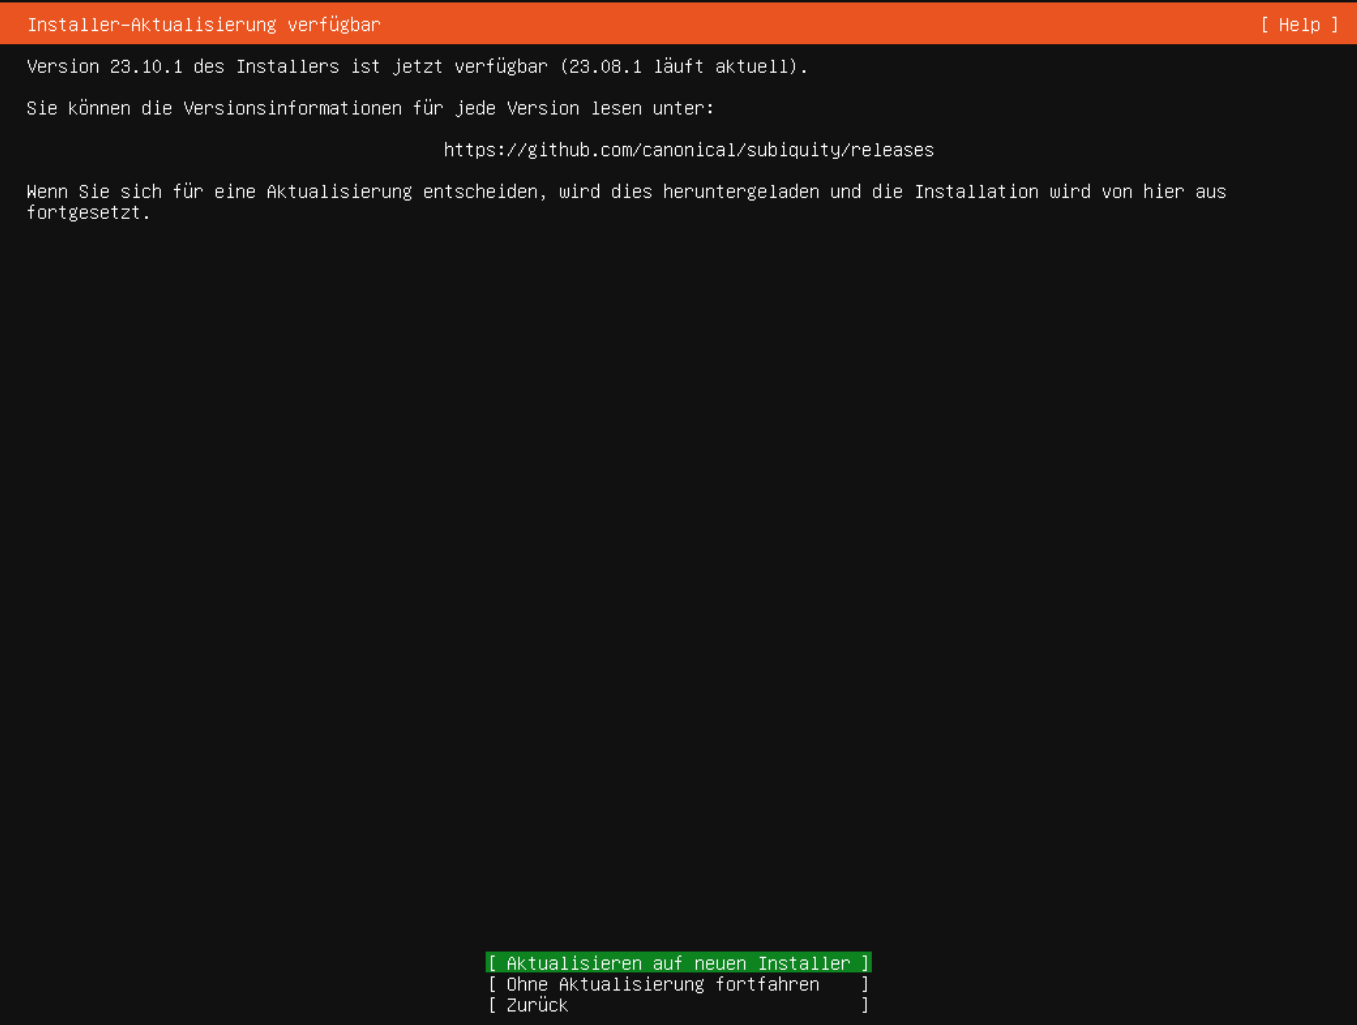 Installer-Aktualisierung verfügbar [ Help ]
Version 23.10.1 des Installers ist jetzt verfügbar (23.08.1 läuft aktuell).
Sie können die Versionsinformationen für jede Version lesen unter:
https://github.com/canonical/subiquity/releases
Wenn Sie sich für eine Aktualisierung entscheiden, wird dies heruntergeladen und die Installation wird von hier aus
fortgesetzt.
[ Aktualisieren auf neuen Installer ]
[ Ohne Aktualisierung fortfahren ]
[ Zurück ]